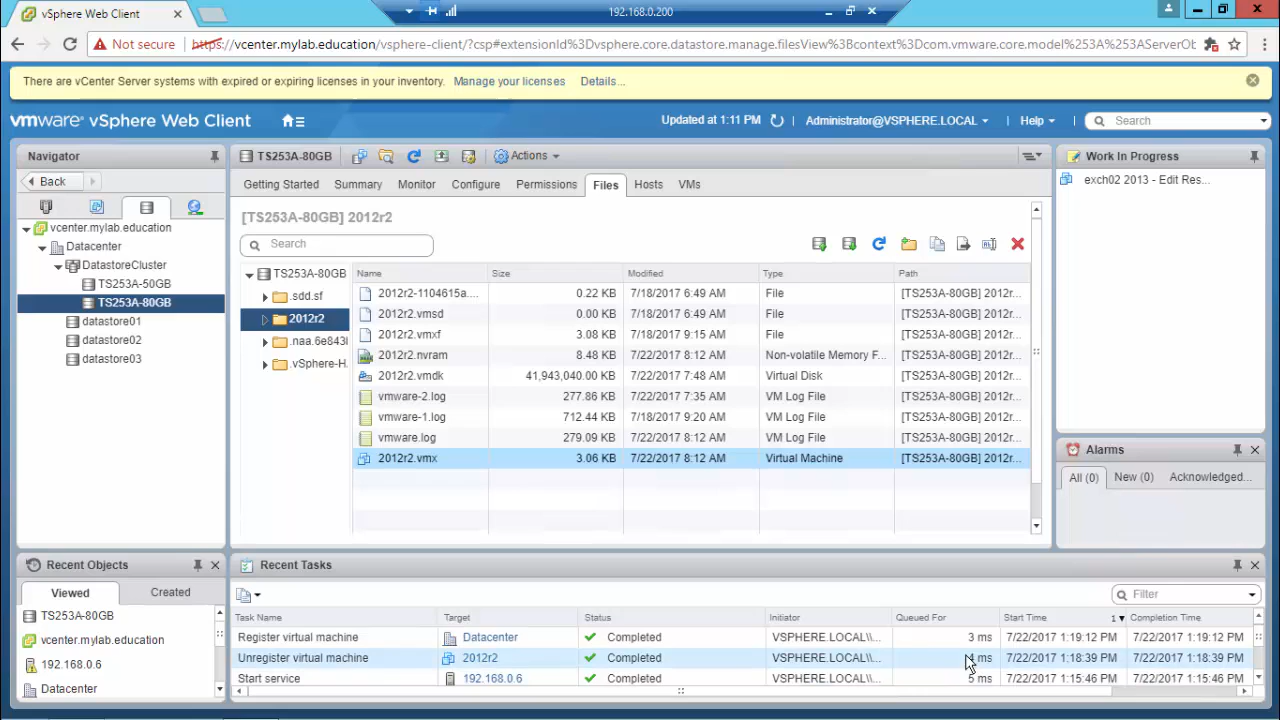 vSphere Web Client
192.168.0.200
Not secure https://vcenter.mylab.education/vsphere-client/?csp#extensionId%3Dvsphere.core.datastore.manage.filesView%3Bcontext%3Dcom.vmware.core.model%253A%253AServerOb
There are vCenter Server systems with expired or expiring licenses in your inventory. Manage your licenses Details...
vmware® vSphere Web Client
Updated at 1:11 PM
Administrator@VSPHERE.LOCAL
Help
Search
Navigator
Back
vcenter.mylab.education
Datacenter
DatastoreCluster
TS253A-50GB
TS253A-80GB
datastore01
datastore02
datastore03
TS253A-80GB Actions
Getting Started Summary Monitor Configure Permissions Files Hosts VMs
[TS253A-80GB] 2012r2
Search
TS253A-80GB
.sdd.sf
2012r2
.naa.6e843
.vSphere-H.
Name Size Modified Type Path
2012r2-1104615a.... 0.22 KB 7/18/2017 6:49 AM File [TS253A-80GB] 2012r...
2012r2.vmsd 0.00 KB 7/18/2017 6:49 AM File [TS253A-80GB] 2012r...
2012r2.vmxf 3.08 KB 7/18/2017 9:15 AM File [TS253A-80GB] 2012r...
2012r2.nvram 8.48 KB 7/22/2017 8:12 AM Non-volatile Memory F... [TS253A-80GB] 2012r...
2012r2.vmdk 41,943,040.00 KB 7/22/2017 7:48 AM Virtual Disk [TS253A-80GB] 2012r...
vmware-2.log 277.86 KB 7/22/2017 7:35 AM VM Log File [TS253A-80GB] 2012r...
vmware-1.log 712.44 KB 7/18/2017 9:20 AM VM Log File [TS253A-80GB] 2012r...
vmware.log 279.09 KB 7/22/2017 8:12 AM VM Log File [TS253A-80GB] 2012r...
2012r2.vmx 3.06 KB 7/22/2017 8:12 AM Virtual Machine [TS253A-80GB] 2012r...
Work In Progress
exch02 2013 - Edit Res...
Alarms
All (0) New (0) Acknowledged...
Recent Objects
Viewed Created
TS253A-80GB
vcenter.mylab.education
192.168.0.6
Datacenter
Recent Tasks
Filter
Task Name Target Status Initiator Queued For Start Time 1 Completion Time
Register virtual machine Datacenter Completed VSPHERE.LOCAL\\... 3 ms 7/22/2017 1:19:12 PM 7/22/2017 1:19:12 PM
Unregister virtual machine 2012r2 Completed VSPHERE.LOCAL\\... ms 7/22/2017 1:18:39 PM 7/22/2017 1:18:39 PM
Start service 192.168.0.6 Completed VSPHERE.LOCAL\\... 5 ms 7/22/2017 1:15:46 PM 7/22/2017 1:15:46 PM